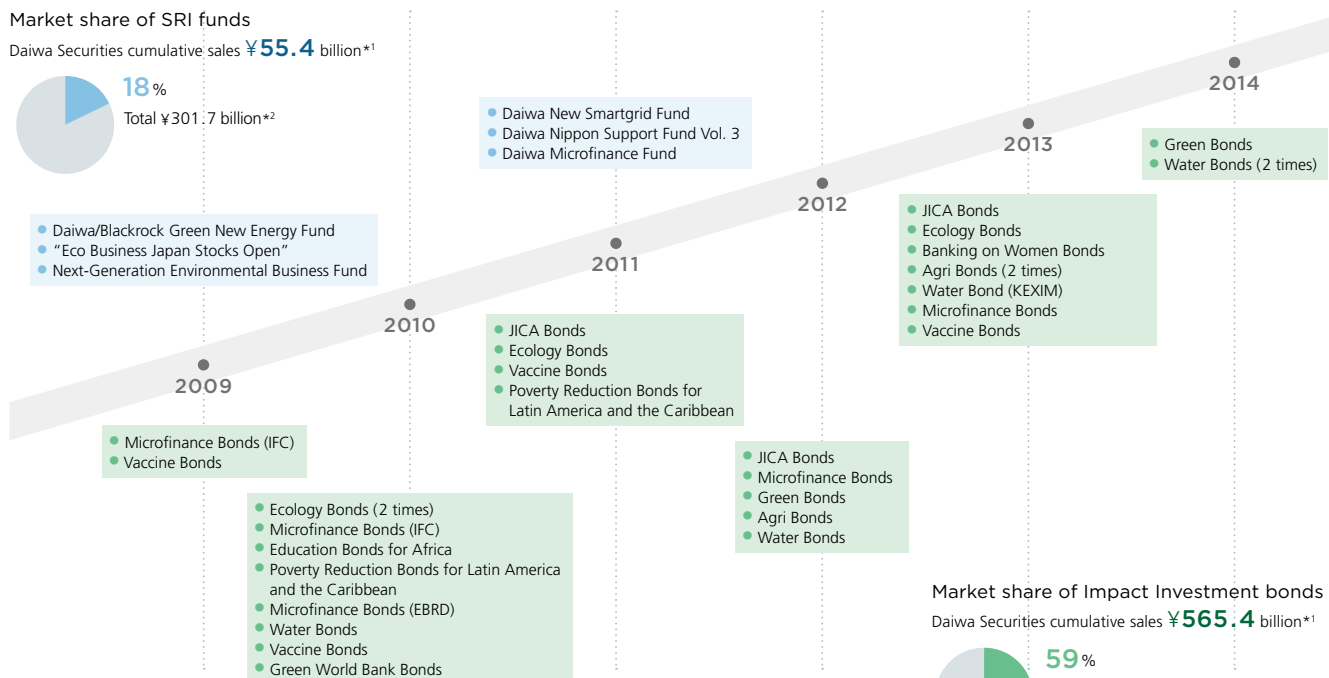 Market share of SRI funds
Daiwa Securities cumulative sales ¥55.4 billion*1
18%
Total ¥301.7 billion*2
• Daiwa/Blackrock Green New Energy Fund
• “Eco Business Japan Stocks Open”
• Next-Generation Environmental Business Fund
• Daiwa New Smartgrid Fund
• Daiwa Nippon Support Fund Vol. 3
• Daiwa Microfinance Fund
2009
• Microfinance Bonds (IFC)
• Vaccine Bonds
2010
• Ecology Bonds (2 times)
• Microfinance Bonds (IFC)
• Education Bonds for Africa
• Poverty Reduction Bonds for Latin America
and the Caribbean
• Microfinance Bonds (EBRD)
• Water Bonds
• Vaccine Bonds
• Green World Bank Bonds
2011
• JICA Bonds
• Ecology Bonds
• Vaccine Bonds
• Poverty Reduction Bonds for
Latin America and the Caribbean
2012
• JICA Bonds
• Microfinance Bonds
• Green Bonds
• Agri Bonds
• Water Bonds
2013
• JICA Bonds
• Ecology Bonds
• Banking on Women Bonds
• Agri Bonds (2 times)
• Water Bond (KEXIM)
• Microfinance Bonds
• Vaccine Bonds
2014
• Green Bonds
• Water Bonds (2 times)
Market share of Impact Investment bonds
Daiwa Securities cumulative sales ¥565.4 billion*1
59%